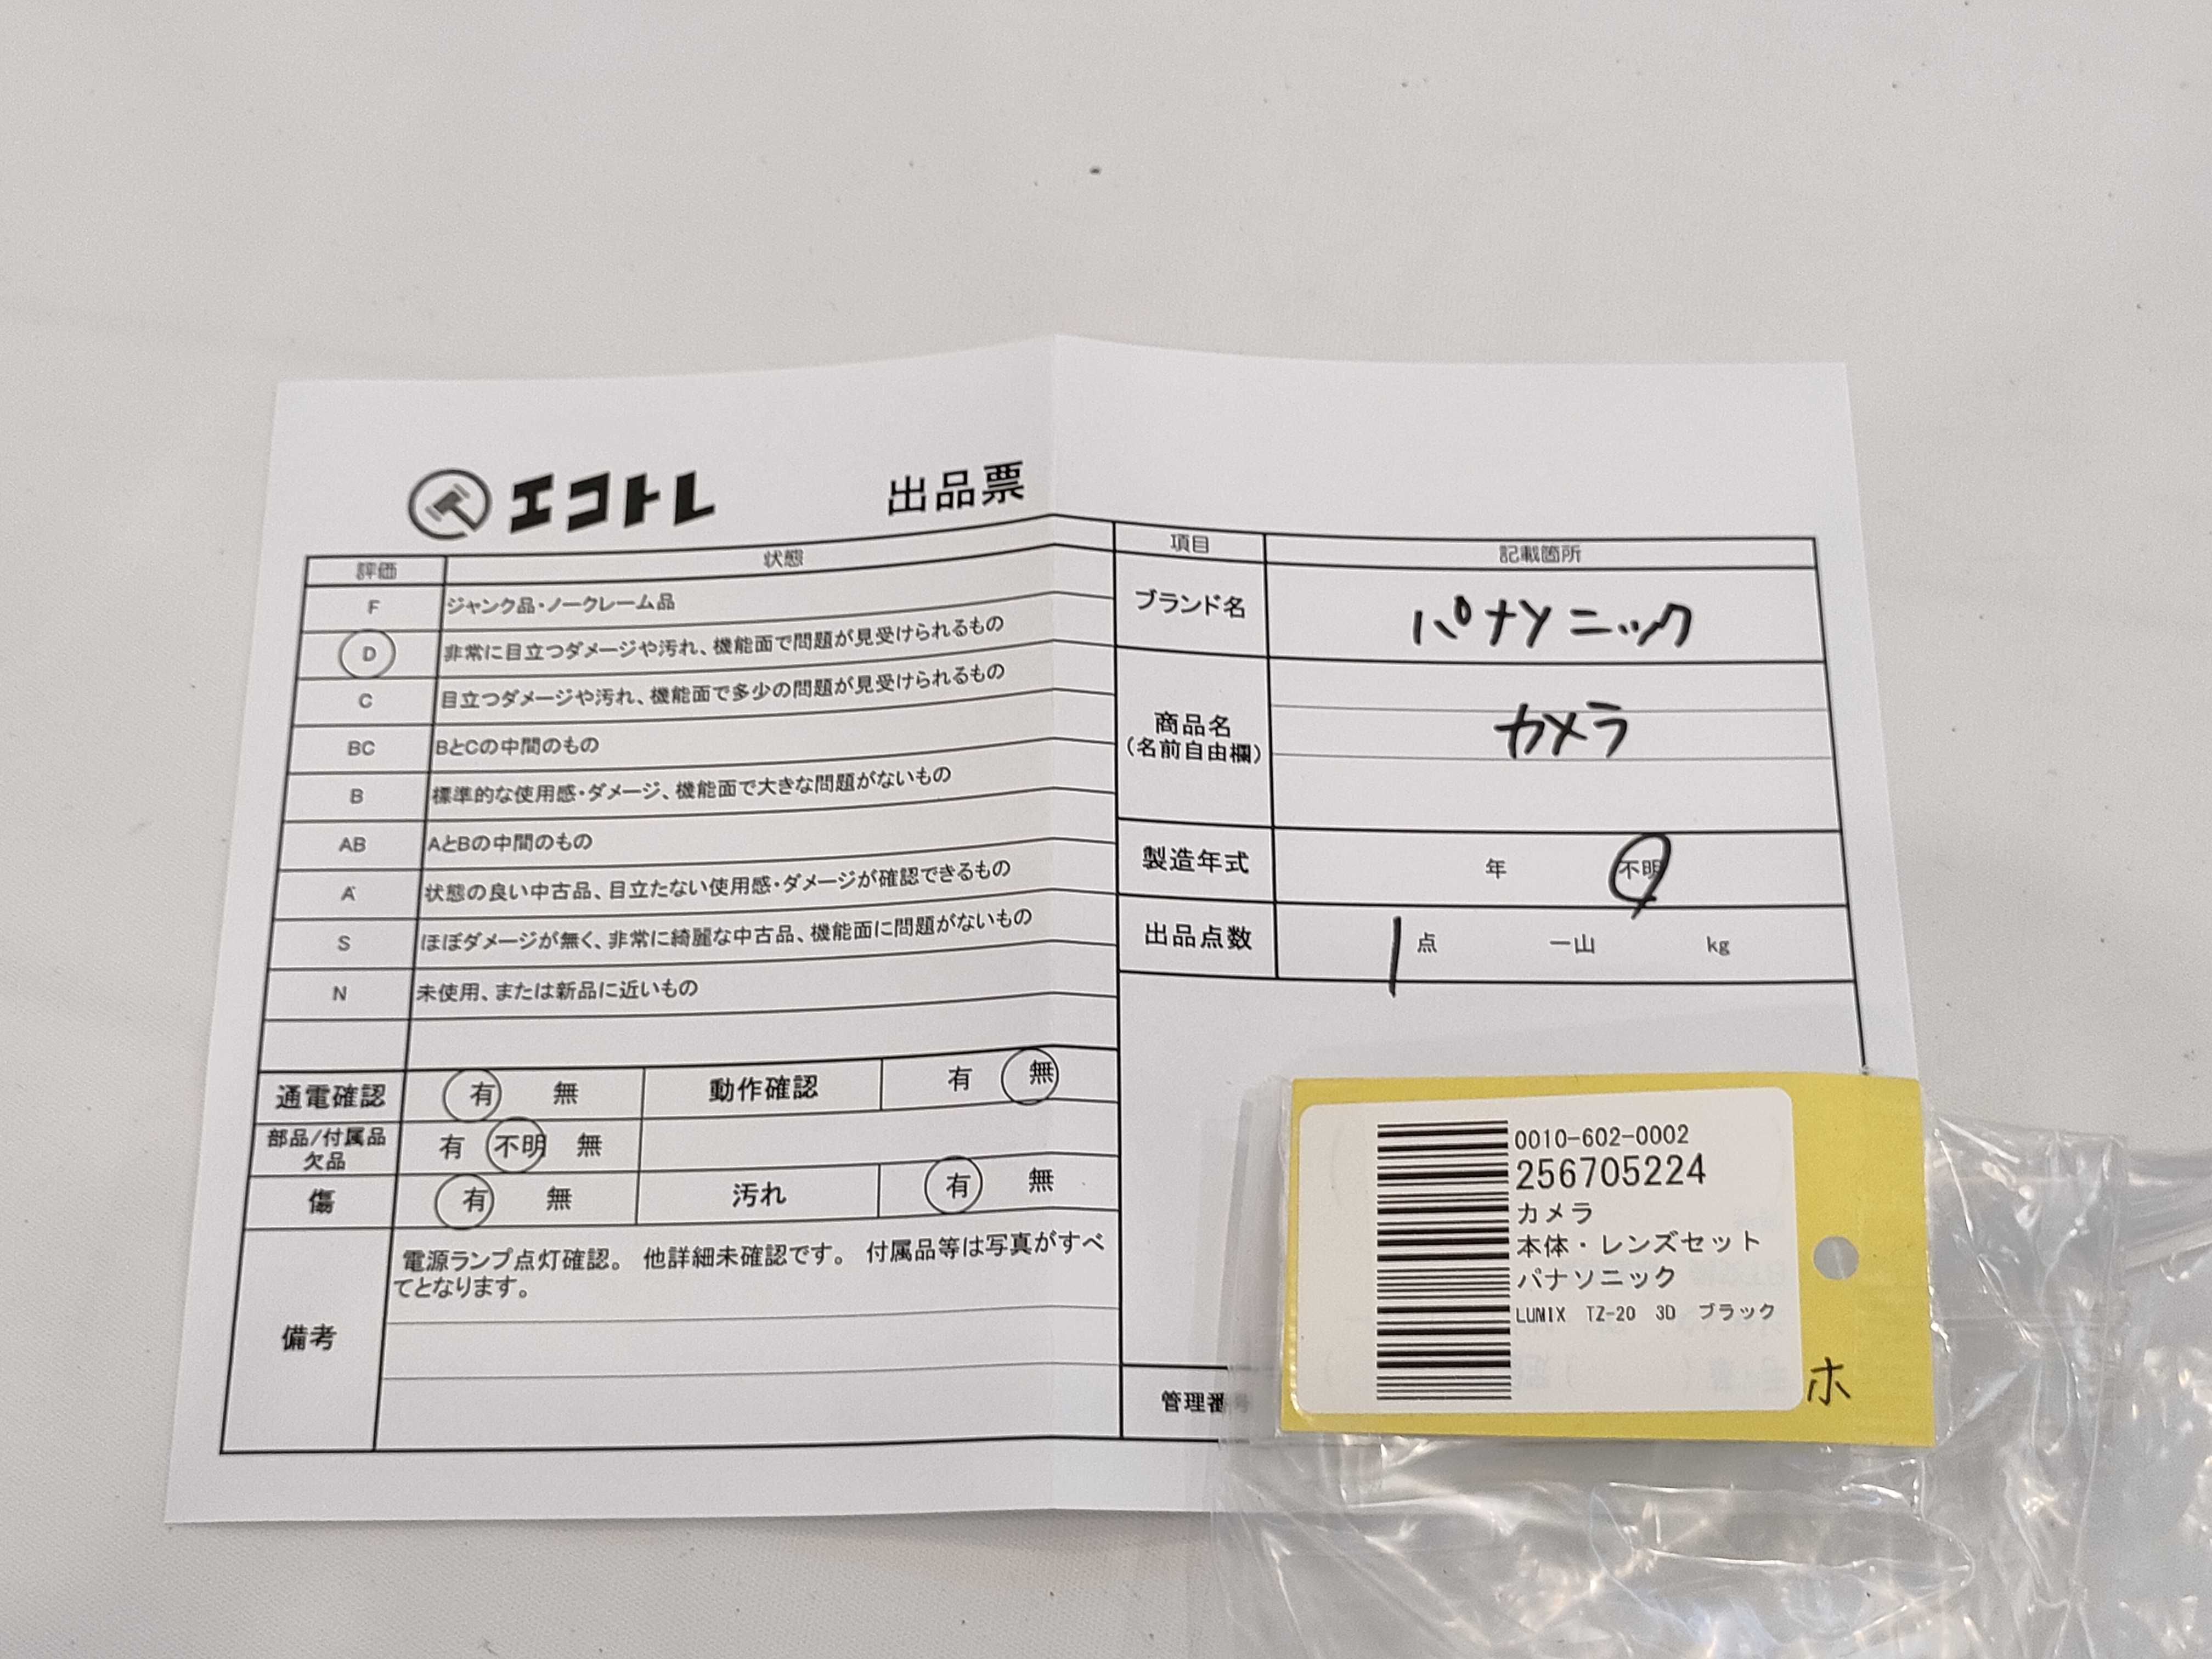 エコトレ
出品票
評価 状態
F ジャンク品・ノークレーム品
D 非常に目立つダメージや汚れ、機能面で問題が見受けられるもの
C 目立つダメージや汚れ、機能面で多少の問題が見受けられるもの
BC BとCの中間のもの
B 標準的な使用感・ダメージ、機能面で大きな問題がないもの
AB AとBの中間のもの
A 状態の良い中古品、目立たない使用感・ダメージが確認できるもの
S ほぼダメージが無く、非常に綺麗な中古品、機能面に問題がないもの
N 未使用、または新品に近いもの
通電確認 有 無 動作確認 有 無
部品/付属品
欠品
有 不明 無
傷 有 無 汚れ 有 無
備考
電源ランプ点灯確認。 他詳細未確認です。 付属品等は写真がすべ
てとなります。
項目 記載箇所
ブランド名 パナソニック
商品名
(名前自由欄)
カメラ
製造年式 年 不明
出品点数 1 点 一山 kg
管理番号
0010-602-0002
256705224
カメラ
本体・レンズセット
パナソニック
LUMIX TZ-20 3D ブラック
ホ